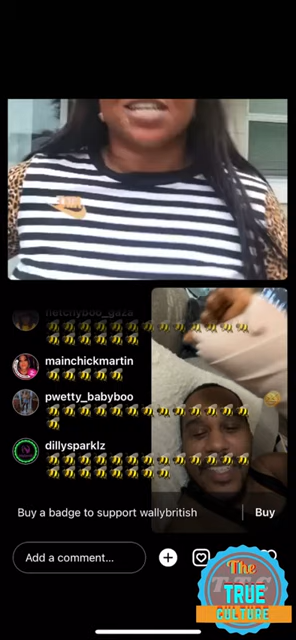 mainchickmartin
pwetty_babyboo
dillysparklz
Buy a badge to support wallybritish
Buy
Add a comment…
The
T.T.C
TRUE
CULTURE